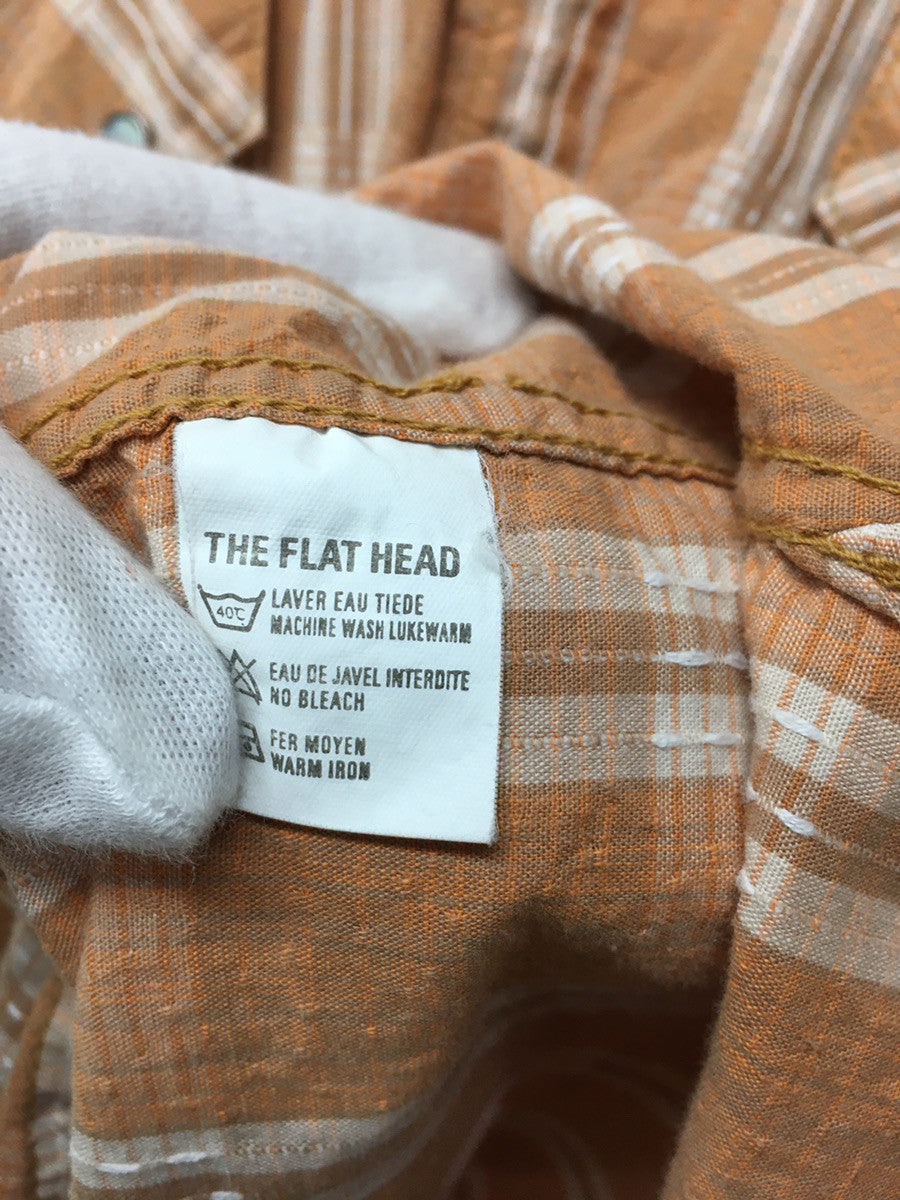 THE FLAT HEAD
40℃
LAVER EAU TIEDE
MACHINE WASH LUKEWARM
EAU DE JAVEL INTERDITE
NO BLEACH
FER MOYEN
WARM IRON